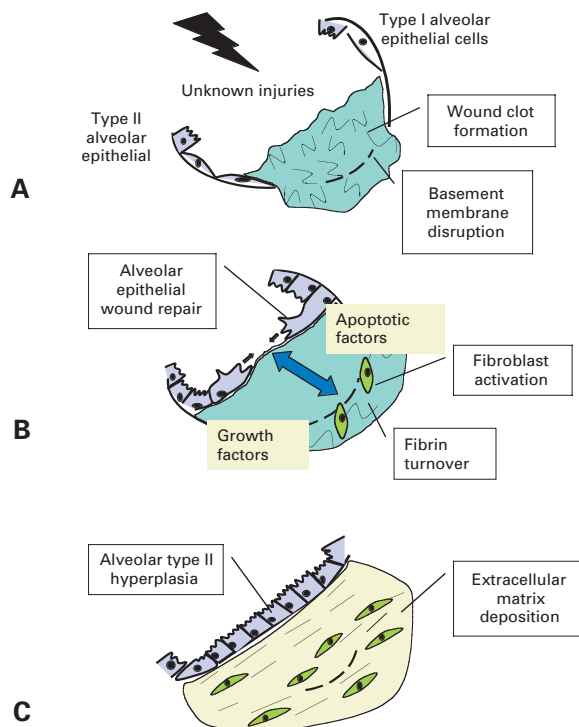 Type I alveolar
epithelial cells
Unknown injuries
Type II
alveolar
epithelial
Wound clot
formation
Basement
membrane
disruption
A
Alveolar
epithelial
wound repair
Apoptotic
factors
Fibroblast
activation
Growth
factors
Fibrin
turnover
B
Alveolar type II
hyperplasia
Extracellular
matrix
deposition
C